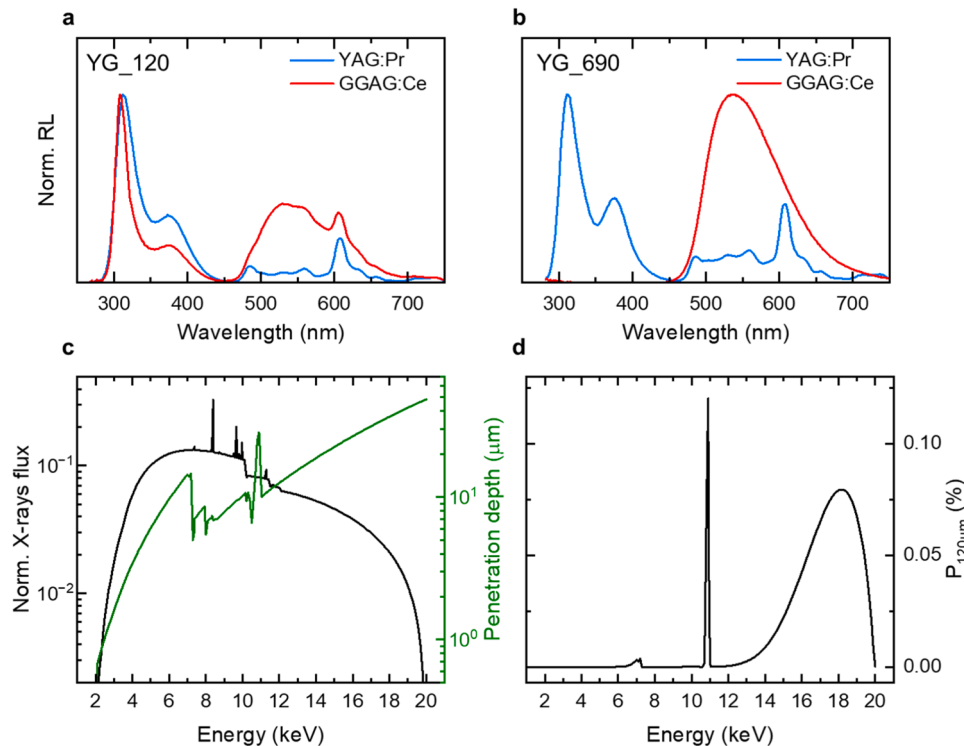 a
YG_120
YAG:Pr
GGAG:Ce
Norm. RL
300 400 500 600 700
Wavelength (nm)
b
YG_690
YAG:Pr
GGAG:Ce
300 400 500 600 700
Wavelength (nm)
c
Norm. X-rays flux
10⁻¹
10⁻²
10¹
10⁰
Penetration depth (μm)
2 4 6 8 10 12 14 16 18 20
Energy (keV)
d
0.10
0.05
0.00
P₁₂₀μm (%)
2 4 6 8 10 12 14 16 18 20
Energy (keV)